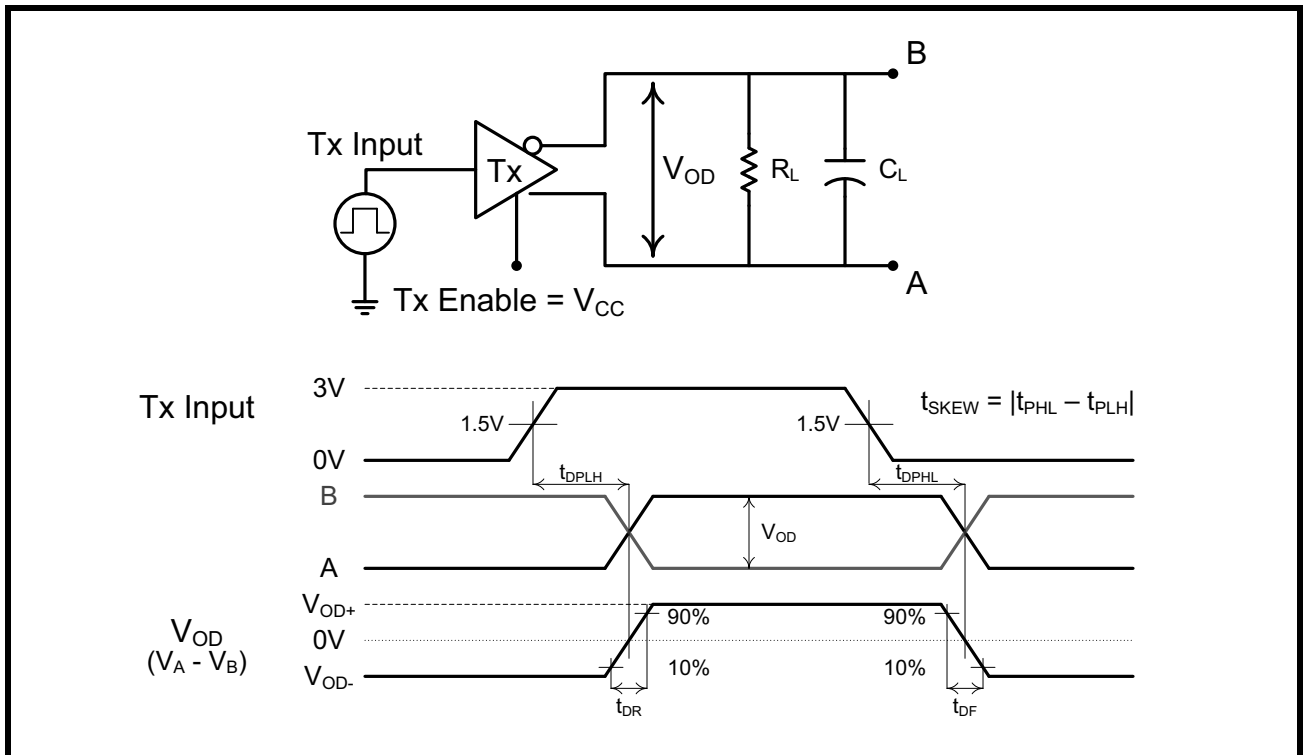 B
Tx Input
Tx
V_OD
R_L
C_L
A
Tx Enable = V_CC
Tx Input
3V
1.5V
1.5V
t_SKEW = |t_PHL – t_PLH|
0V
t_DPLH
t_DPHL
B
V_OD
A
V_OD+
90%
90%
V_OD
(V_A - V_B)
0V
V_OD-
10%
10%
t_DR
t_DF